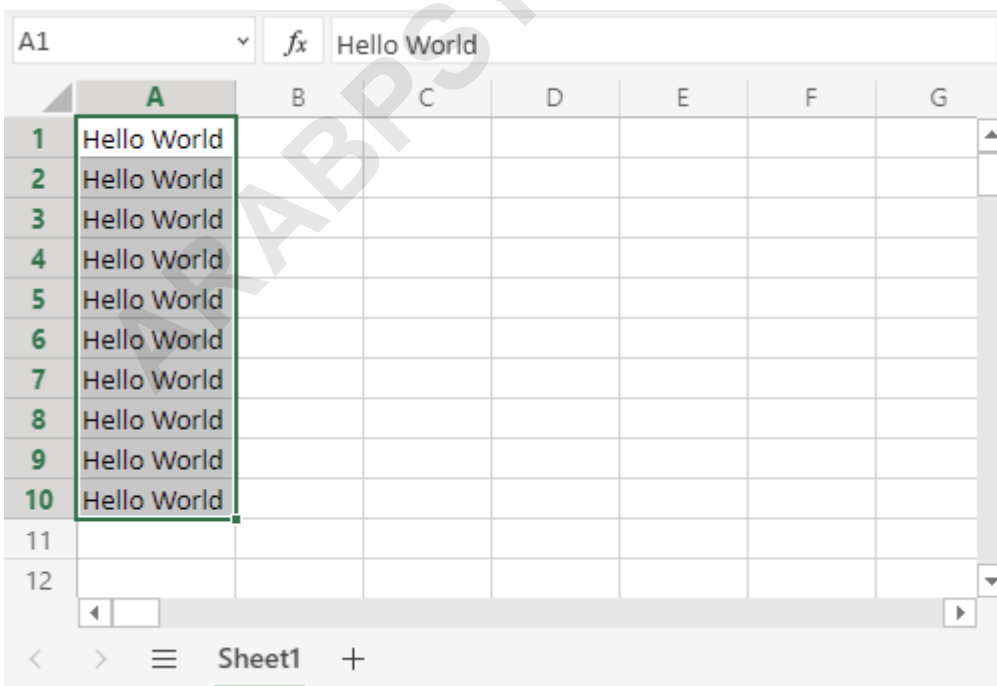 A1 fx Hello World
A B C D E F G
1 Hello World
2 Hello World
3 Hello World
4 Hello World
5 Hello World
6 Hello World
7 Hello World
8 Hello World
9 Hello World
10 Hello World
11
12
Sheet1
ARABPSY